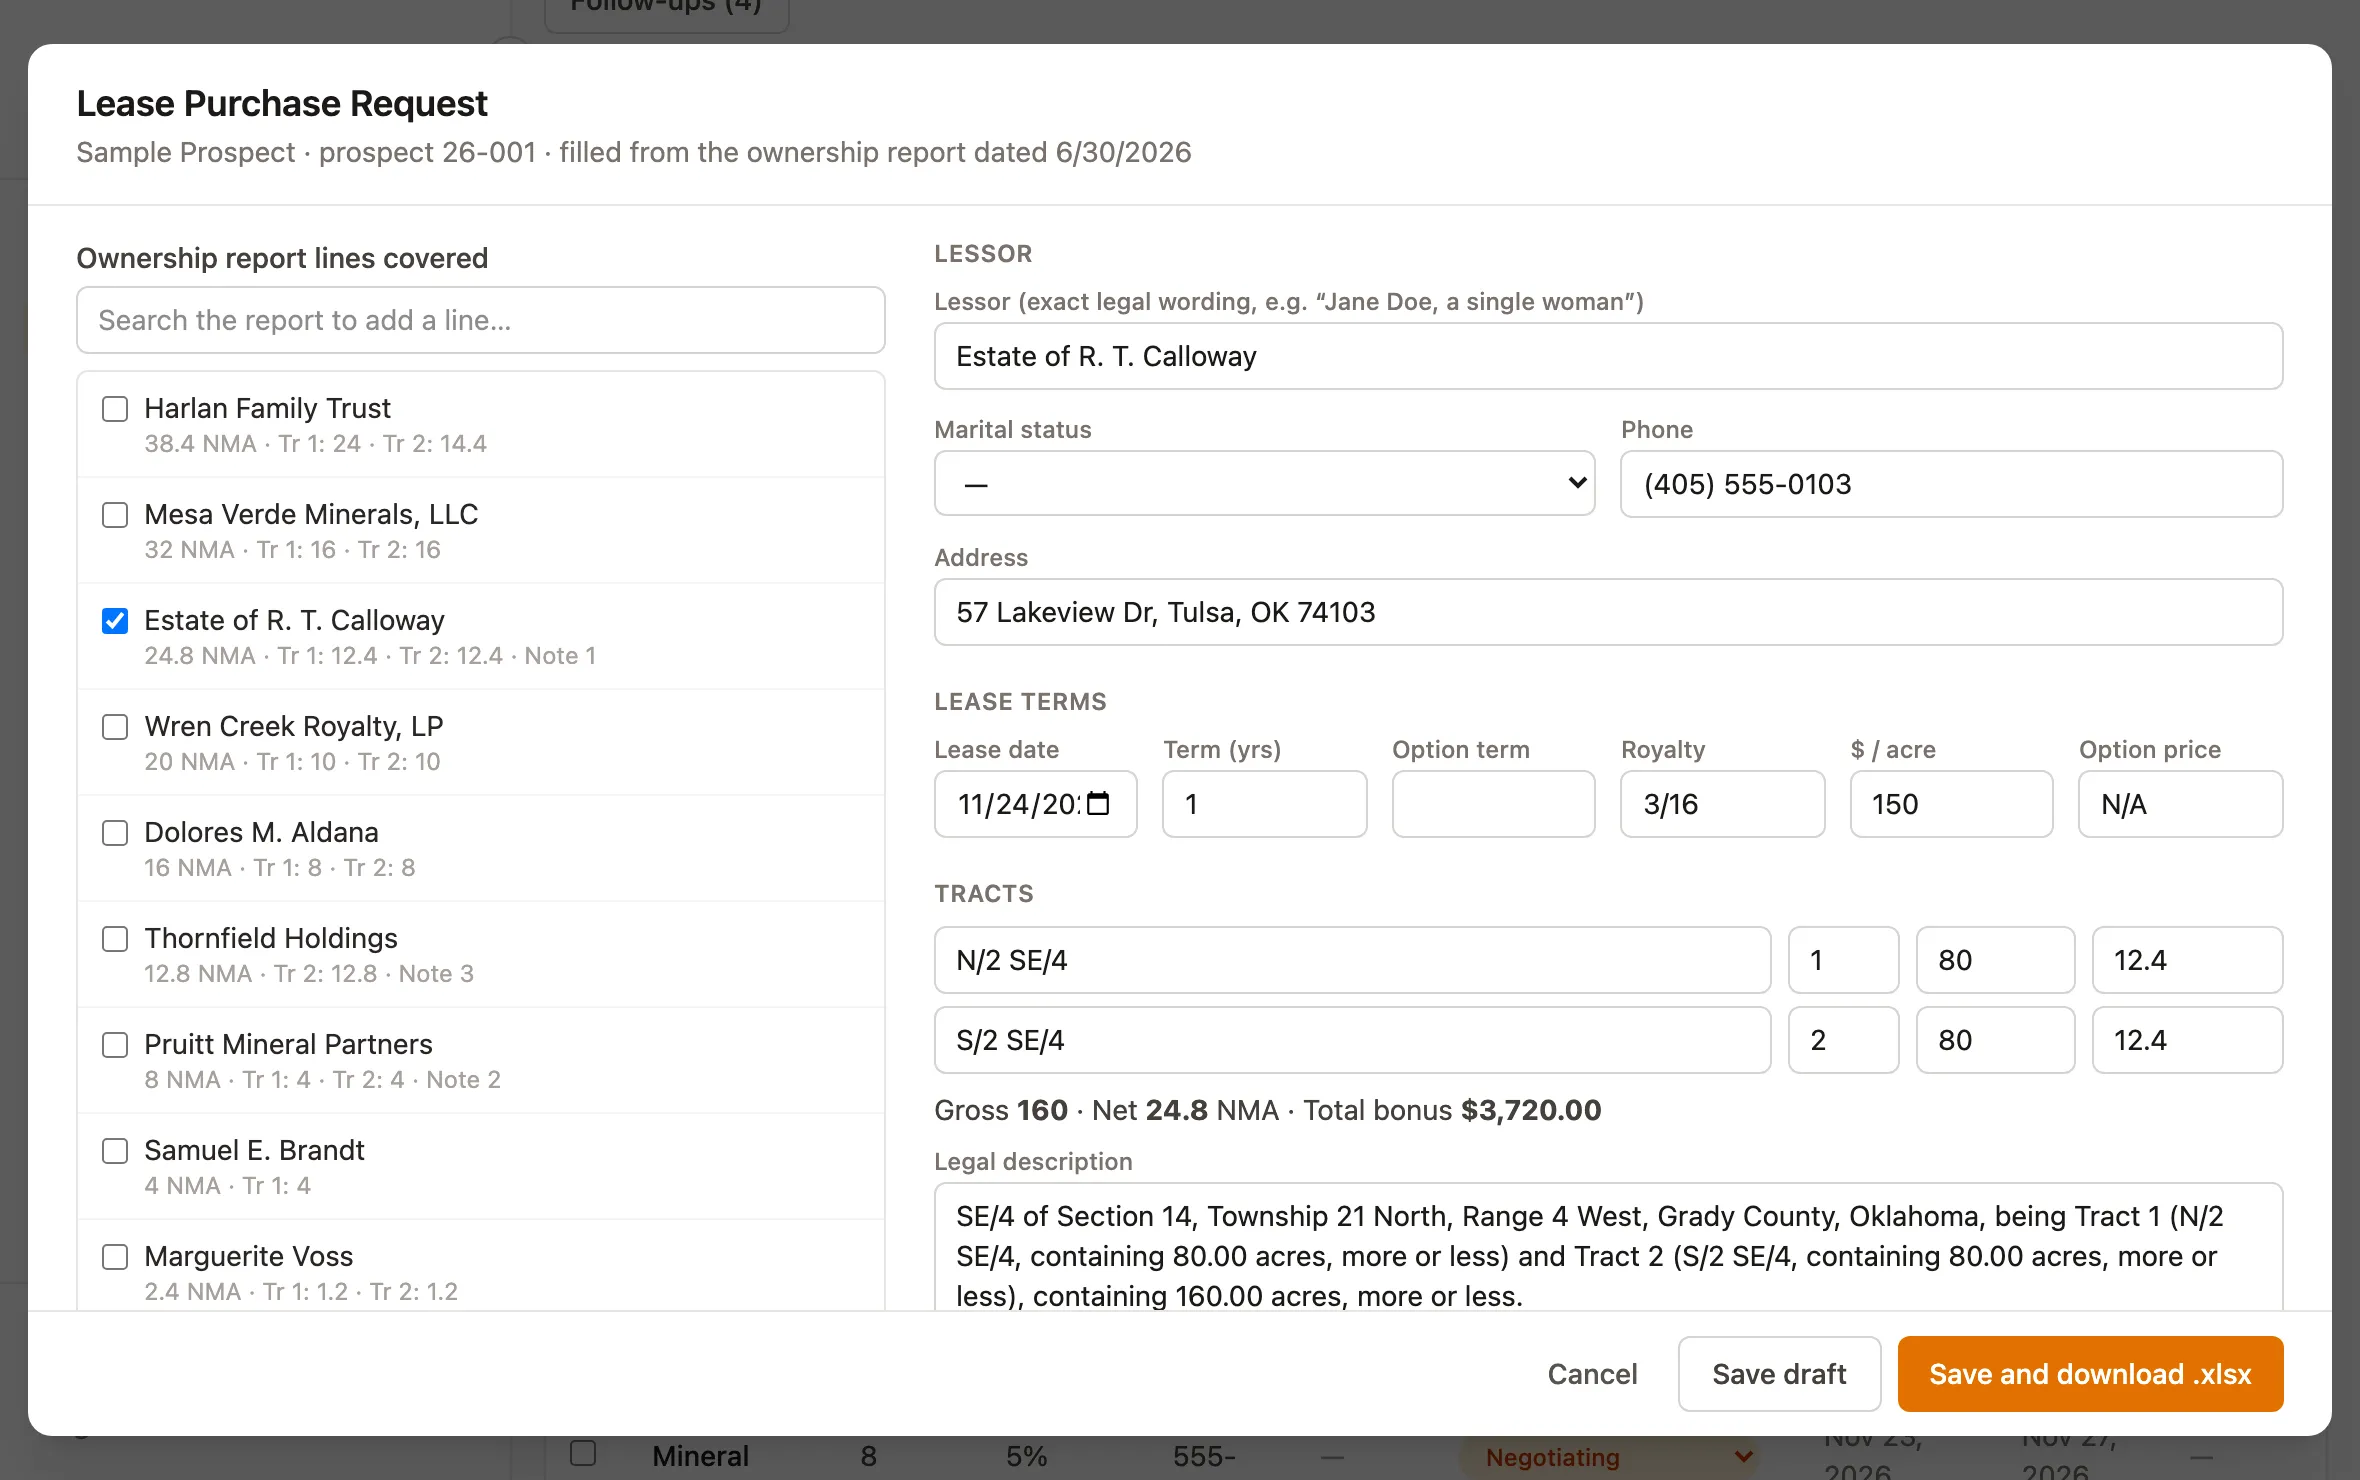 Follow-ups (4)
Lease Purchase Request
Sample Prospect · prospect 26-001 · filled from the ownership report dated 6/30/2026
Ownership report lines covered
Search the report to add a line...
Harlan Family Trust
38.4 NMA · Tr 1: 24 · Tr 2: 14.4
Mesa Verde Minerals, LLC
32 NMA · Tr 1: 16 · Tr 2: 16
Estate of R. T. Calloway
24.8 NMA · Tr 1: 12.4 · Tr 2: 12.4 · Note 1
Wren Creek Royalty, LP
20 NMA · Tr 1: 10 · Tr 2: 10
Dolores M. Aldana
16 NMA · Tr 1: 8 · Tr 2: 8
Thornfield Holdings
12.8 NMA · Tr 2: 12.8 · Note 3
Pruitt Mineral Partners
8 NMA · Tr 1: 4 · Tr 2: 4 · Note 2
Samuel E. Brandt
4 NMA · Tr 1: 4
Marguerite Voss
2.4 NMA · Tr 1: 1.2 · Tr 2: 1.2
LESSOR
Lessor (exact legal wording, e.g. “Jane Doe, a single woman”)
Estate of R. T. Calloway
Marital status Phone
— (405) 555-0103
Address
57 Lakeview Dr, Tulsa, OK 74103
LEASE TERMS
Lease date Term (yrs) Option term Royalty $ / acre Option price
11/24/202 1 3/16 150 N/A
TRACTS
N/2 SE/4 1 80 12.4
S/2 SE/4 2 80 12.4
Gross 160 · Net 24.8 NMA · Total bonus $3,720.00
Legal description
SE/4 of Section 14, Township 21 North, Range 4 West, Grady County, Oklahoma, being Tract 1 (N/2
SE/4, containing 80.00 acres, more or less) and Tract 2 (S/2 SE/4, containing 80.00 acres, more or
less), containing 160.00 acres, more or less.
Cancel Save draft Save and download .xlsx
Mineral 8 5% 555- — Negotiating Nov 23, Nov 27, —
2026 2026